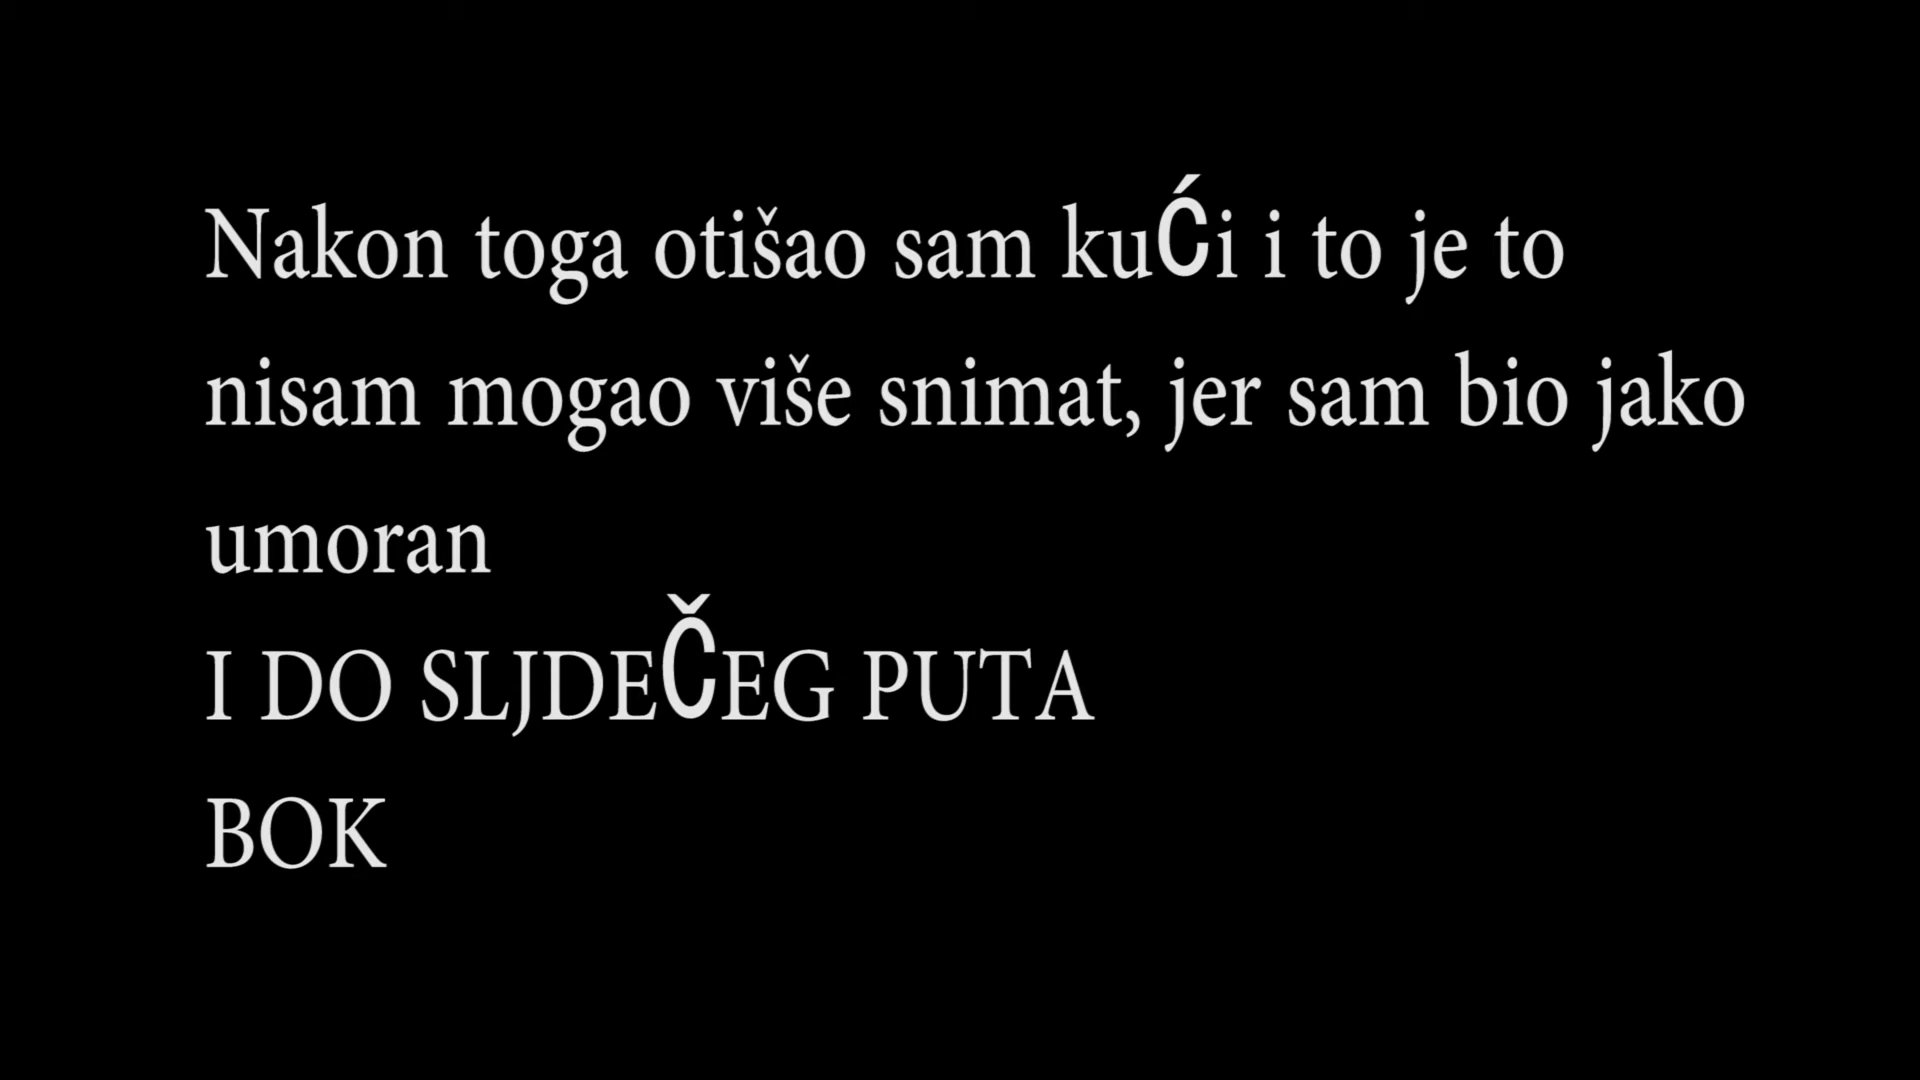 Nakon toga otišao sam kući i to je to
nisam mogao više snimat, jer sam bio jako
umoran
I DO SLJDEČEG PUTA
BOK